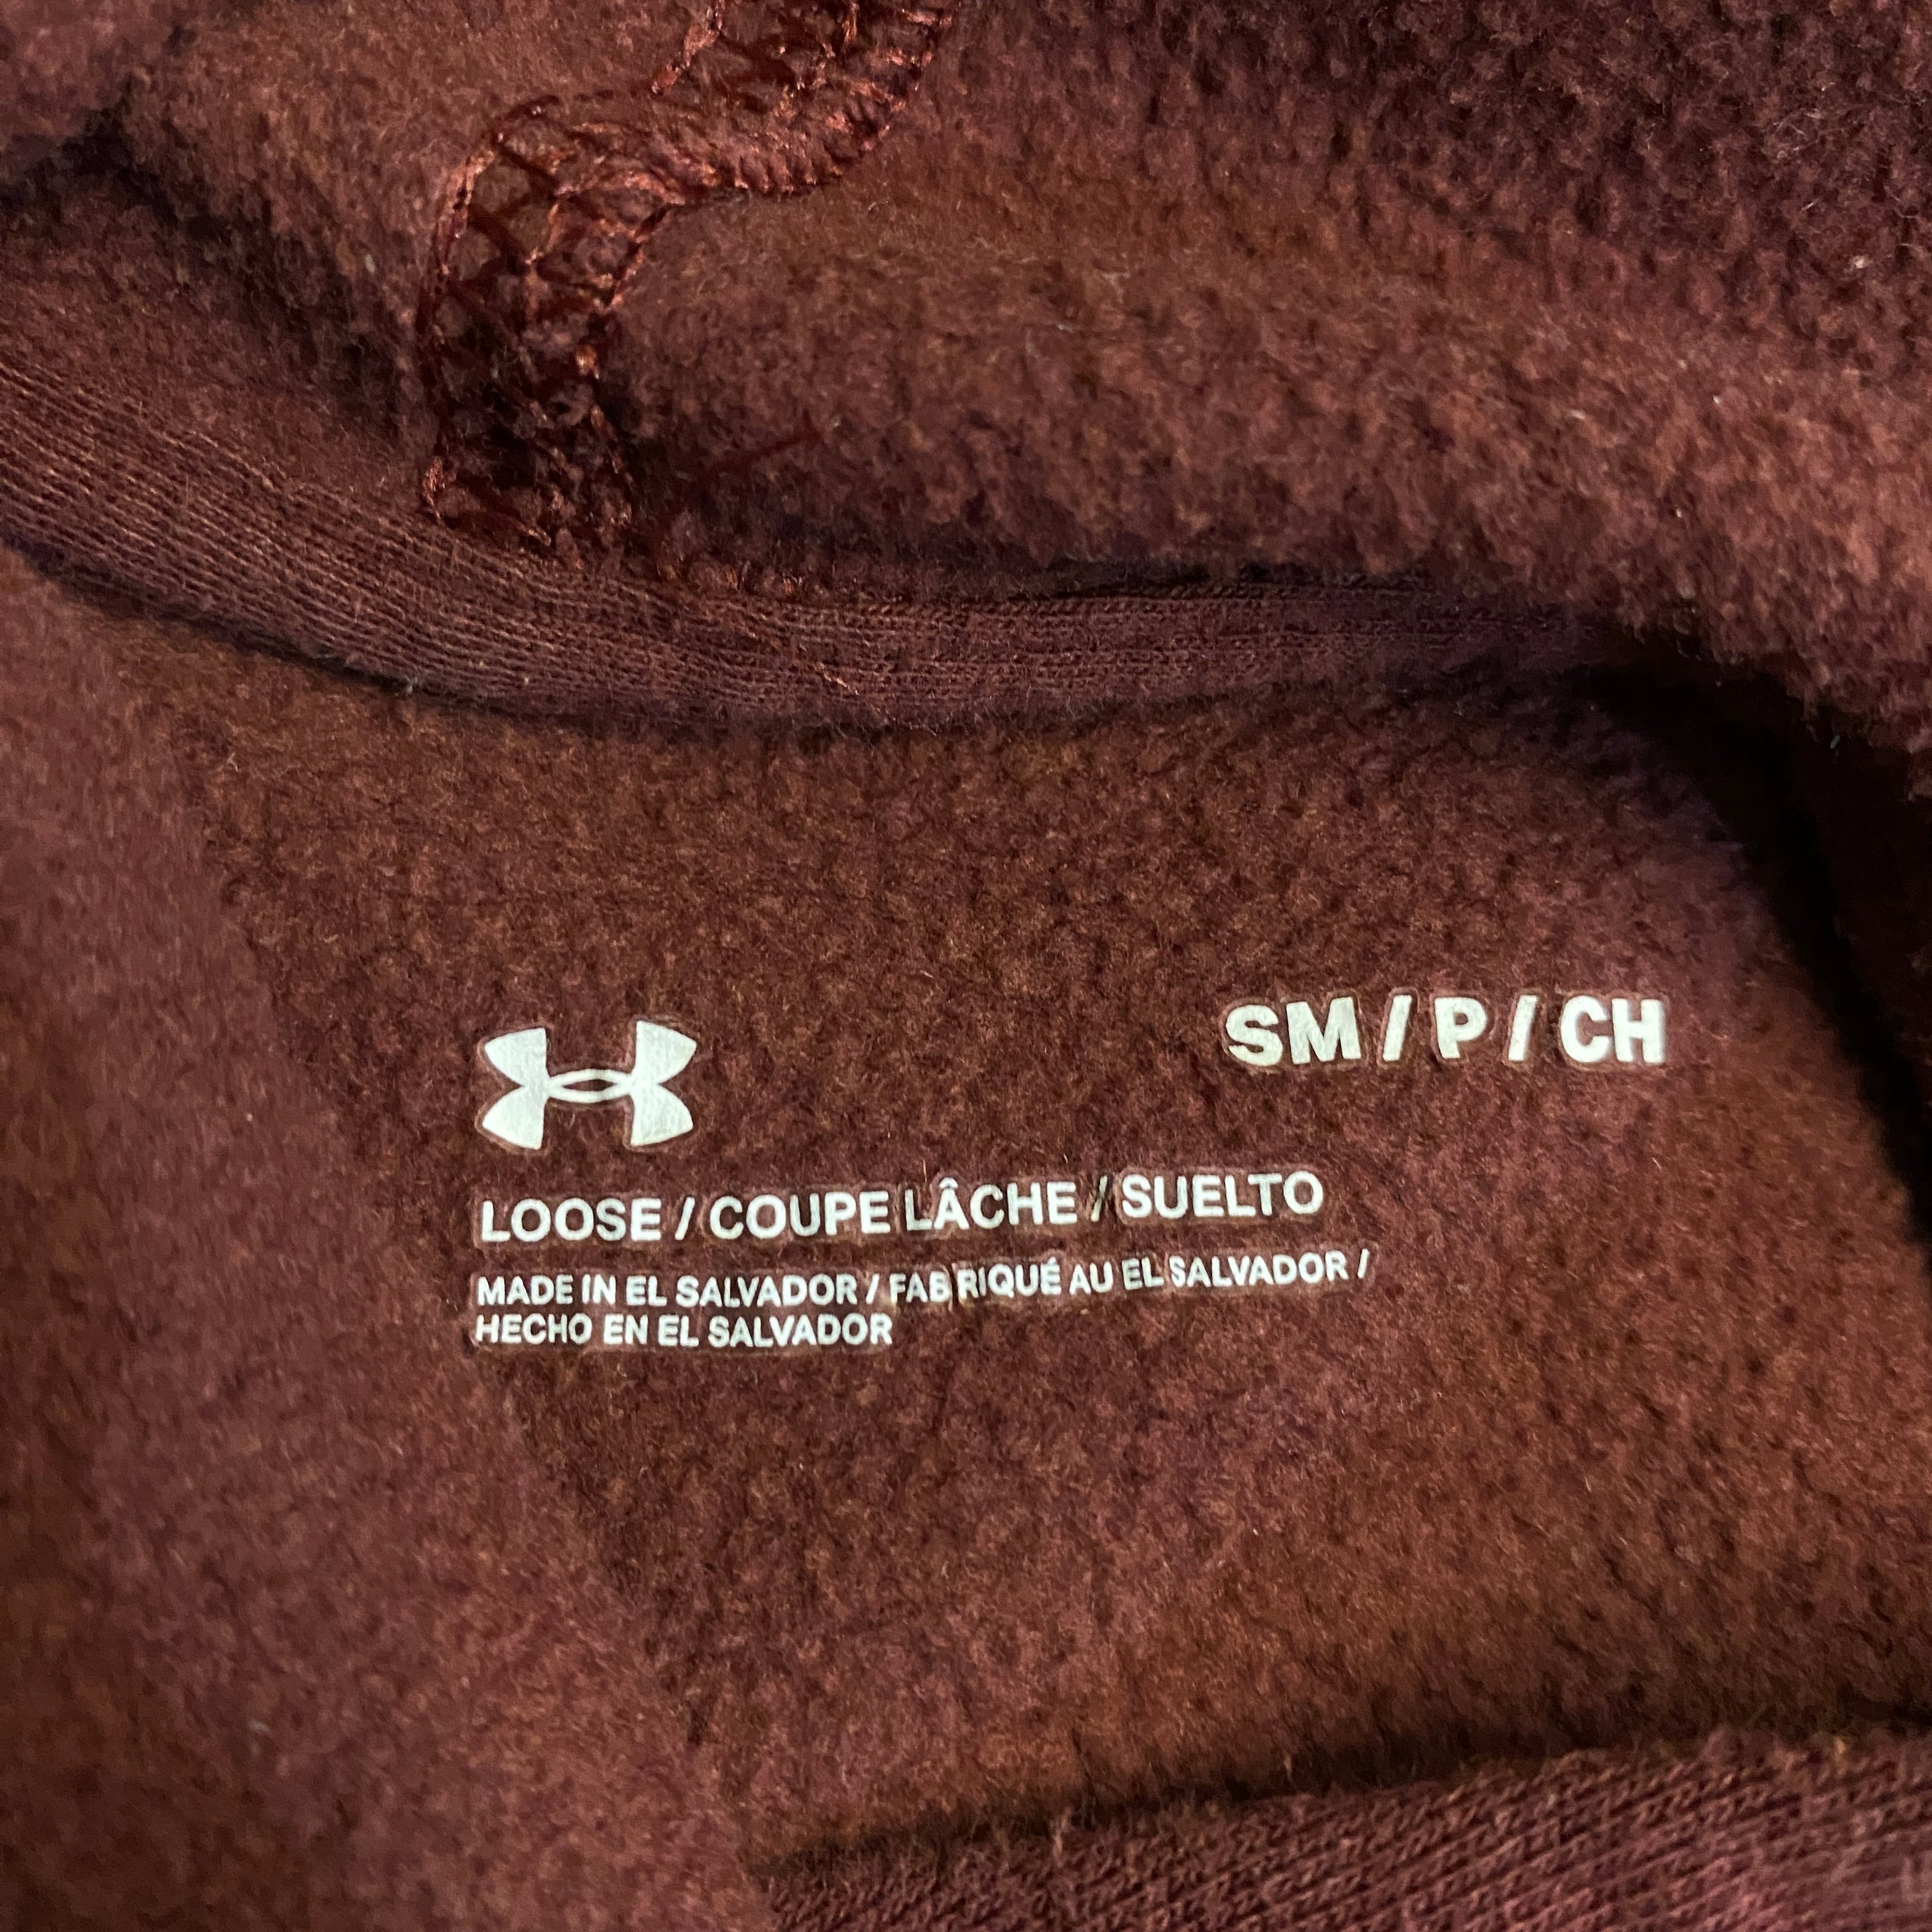 SM / P / CH
LOOSE / COUPE LÂCHE / SUELTO
MADE IN EL SALVADOR / FABRIQUÉ AU EL SALVADOR /
HECHO EN EL SALVADOR